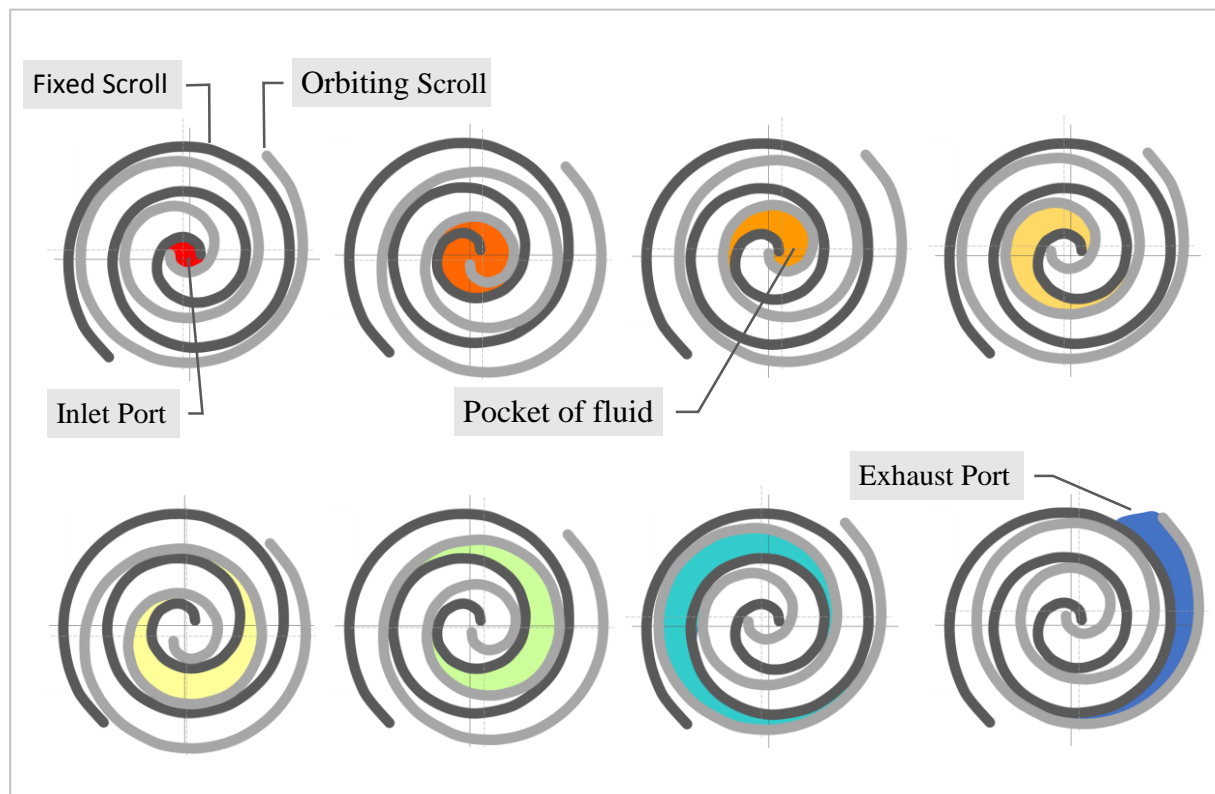 Fixed Scroll
Orbiting Scroll
Inlet Port
Pocket of fluid
Exhaust Port